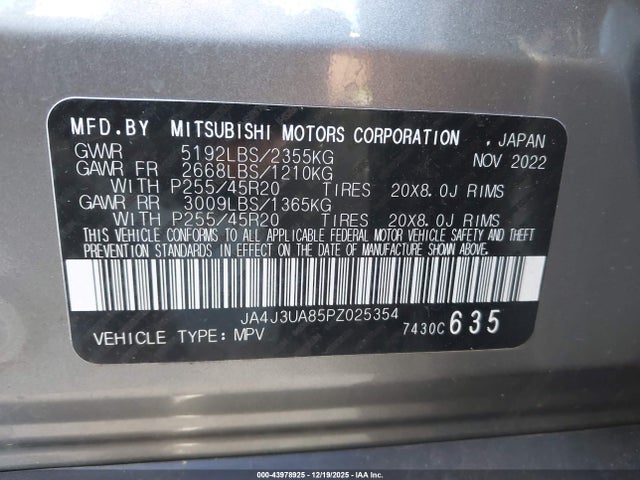 MFD.BY MITSUBISHI MOTORS CORPORATION , JAPAN
GVWR 5192LBS/2355KG NOV 2022
GAWR FR 2668LBS/1210KG
WITH P255/45R20 TIRES 20X8.0J RIMS
GAWR RR 3009LBS/1365KG
WITH P255/45R20 TIRES 20X8.0J RIMS
THIS VEHICLE CONFORMS TO ALL APPLICABLE FEDERAL MOTOR VEHICLE SAFETY AND THEFT
PREVENTION STANDARDS IN EFFECT ON THE DATE OF MANUFACTURE SHOWN ABOVE.
JA4J3UA85PZ025354
VEHICLE TYPE: MPV 7430C 635
000-43978925 - 12/19/2025 - IAA Inc.